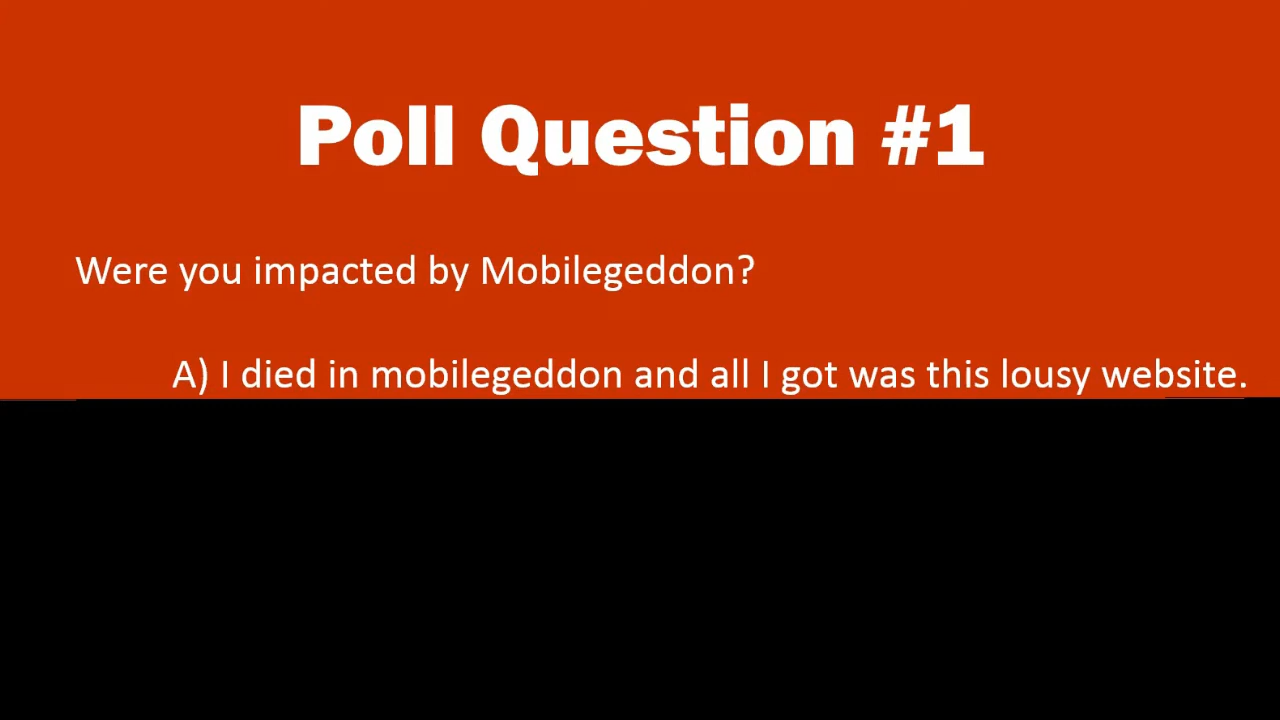 Poll Question #1
Were you impacted by Mobilegeddon?
A) I died in mobilegeddon and all I got was this lousy website.